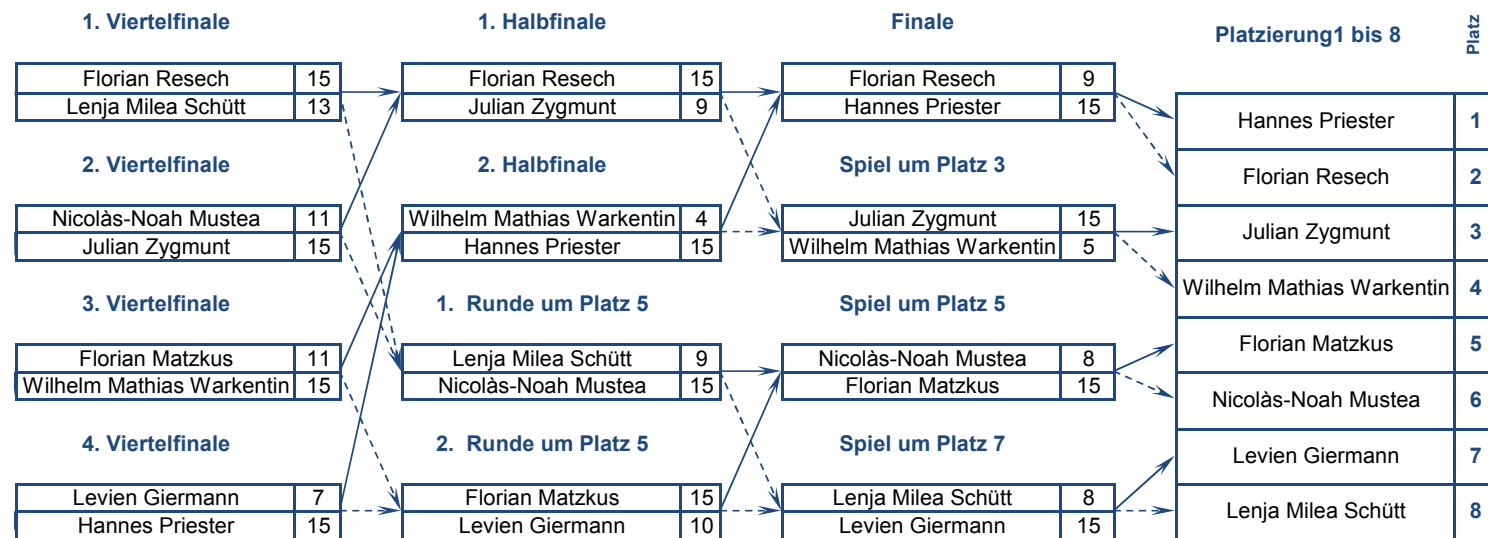 1. Viertelfinale
Florian Resech 15
Lenja Milea Schütt 13
2. Viertelfinale
Nicolàs-Noah Mustea 11
Julian Zygmunt 15
3. Viertelfinale
Florian Matzkus 11
Wilhelm Mathias Warkentin 15
4. Viertelfinale
Levien Giermann 7
Hannes Priester 15
1. Halbfinale
Florian Resech 15
Julian Zygmunt 9
2. Halbfinale
Wilhelm Mathias Warkentin 4
Hannes Priester 15
1. Runde um Platz 5
Lenja Milea Schütt 9
Nicolàs-Noah Mustea 15
2. Runde um Platz 5
Florian Matzkus 15
Levien Giermann 10
Finale
Florian Resech 9
Hannes Priester 15
Spiel um Platz 3
Julian Zygmunt 15
Wilhelm Mathias Warkentin 5
Spiel um Platz 5
Nicolàs-Noah Mustea 8
Florian Matzkus 15
Spiel um Platz 7
Lenja Milea Schütt 8
Levien Giermann 15
Platzierung1 bis 8 Platz
Hannes Priester 1
Florian Resech 2
Julian Zygmunt 3
Wilhelm Mathias Warkentin 4
Florian Matzkus 5
Nicolàs-Noah Mustea 6
Levien Giermann 7
Lenja Milea Schütt 8